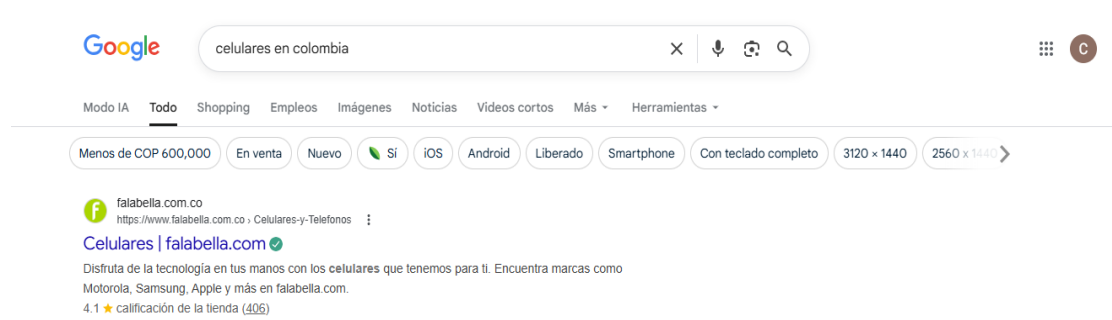 Google
celulares en colombia
C
Modo IA Todo Shopping Empleos Imágenes Noticias Videos cortos Más Herramientas
Menos de COP 600,000 En venta Nuevo Sí iOS Android Liberado Smartphone Con teclado completo 3120 × 1440 2560 × 1440
falabella.com.co
https://www.falabella.com.co › Celulares-y-Telefonos
Celulares | falabella.com
Disfruta de la tecnología en tus manos con los celulares que tenemos para ti. Encuentra marcas como
Motorola, Samsung, Apple y más en falabella.com.
4.1 ★ calificación de la tienda (406)